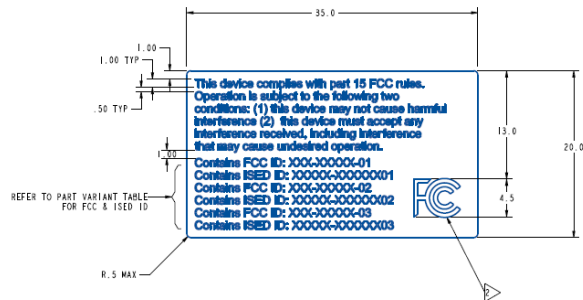 35.0
1.00
1.00 TYP
.50 TYP
This device complies with part 15 FCC rules.
Operation is subject to the following two
conditions: (1) this device may not cause harmful
interference (2) this device must accept any
interference received, including interference
that may cause undesired operation.
1.00
Contains FCC ID: XXX-XXXXX-01
Contains ISED ID: XXXXX-XXXXXX01
Contains FCC ID: XXX-XXXXX-02
Contains ISED ID: XXXXX-XXXXXX02
Contains FCC ID: XXX-XXXXX-03
Contains ISED ID: XXXXX-XXXXXX03
REFER TO PART VARIANT TABLE
FOR FCC & ISED ID
FCC
13.0
20.0
4.5
R.5 MAX
2